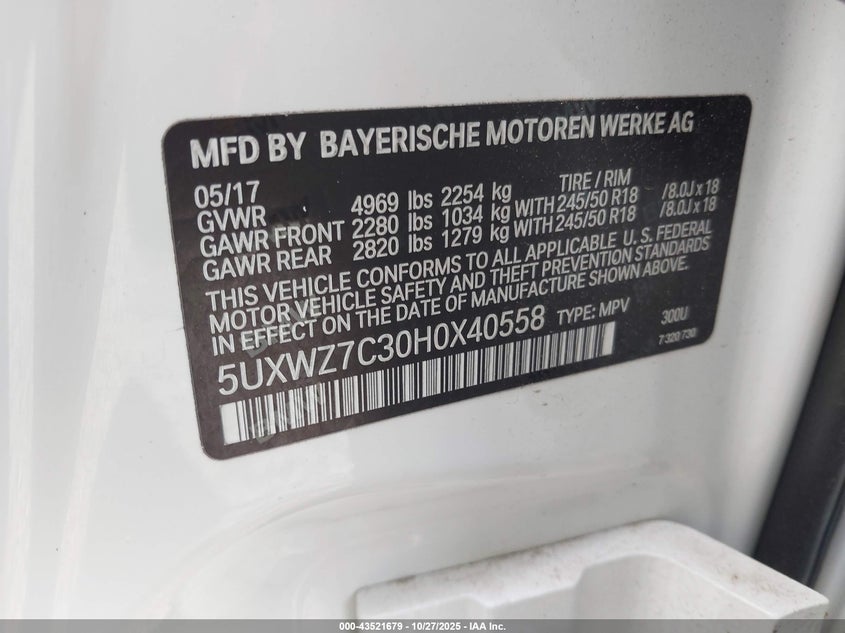 MFD BY BAYERISCHE MOTOREN WERKE AG
05/17 TIRE / RIM
GVWR 4969 lbs 2254 kg
GAWR FRONT 2280 lbs 1034 kg WITH 245/50 R18 /8.0J x 18
GAWR REAR 2820 lbs 1279 kg WITH 245/50 R18 /8.0J x 18
THIS VEHICLE CONFORMS TO ALL APPLICABLE U.S. FEDERAL
MOTOR VEHICLE SAFETY AND THEFT PREVENTION STANDARDS
IN EFFECT ON THE DATE OF MANUFACTURE SHOWN ABOVE.
5UXWZ7C30H0X40558 TYPE: MPV 300U
7 320 730
000-43521679 | 10/27/2025 | IAA Inc.